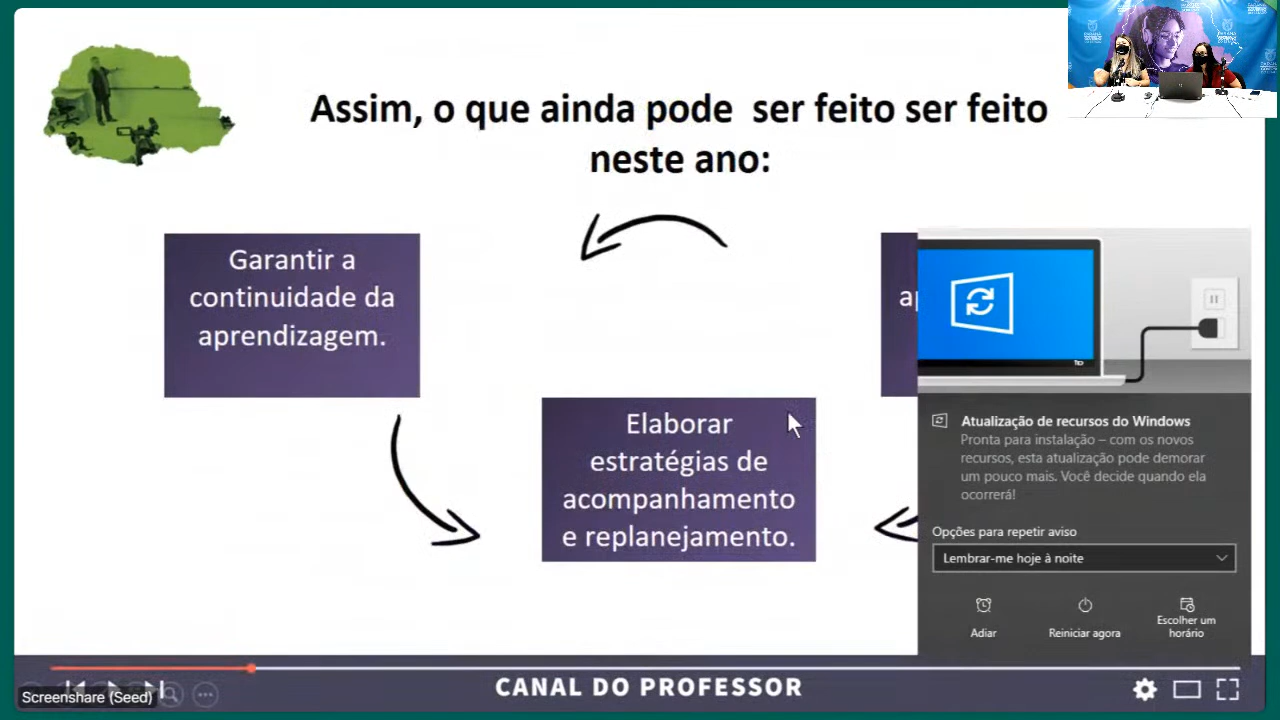 Assim, o que ainda pode ser feito ser feito
neste ano:
Garantir a
continuidade da
aprendizagem.
Elaborar
estratégias de
acompanhamento
e replanejamento.
Atualização de recursos do Windows
Pronta para instalação – com os novos
recursos, esta atualização pode demorar
um pouco mais. Você decide quando ela
ocorrerá!
Opções para repetir aviso
Lembrar-me hoje à noite
Adiar
Reiniciar agora
Escolher um
horário
Screenshare (Seed)
CANAL DO PROFESSOR